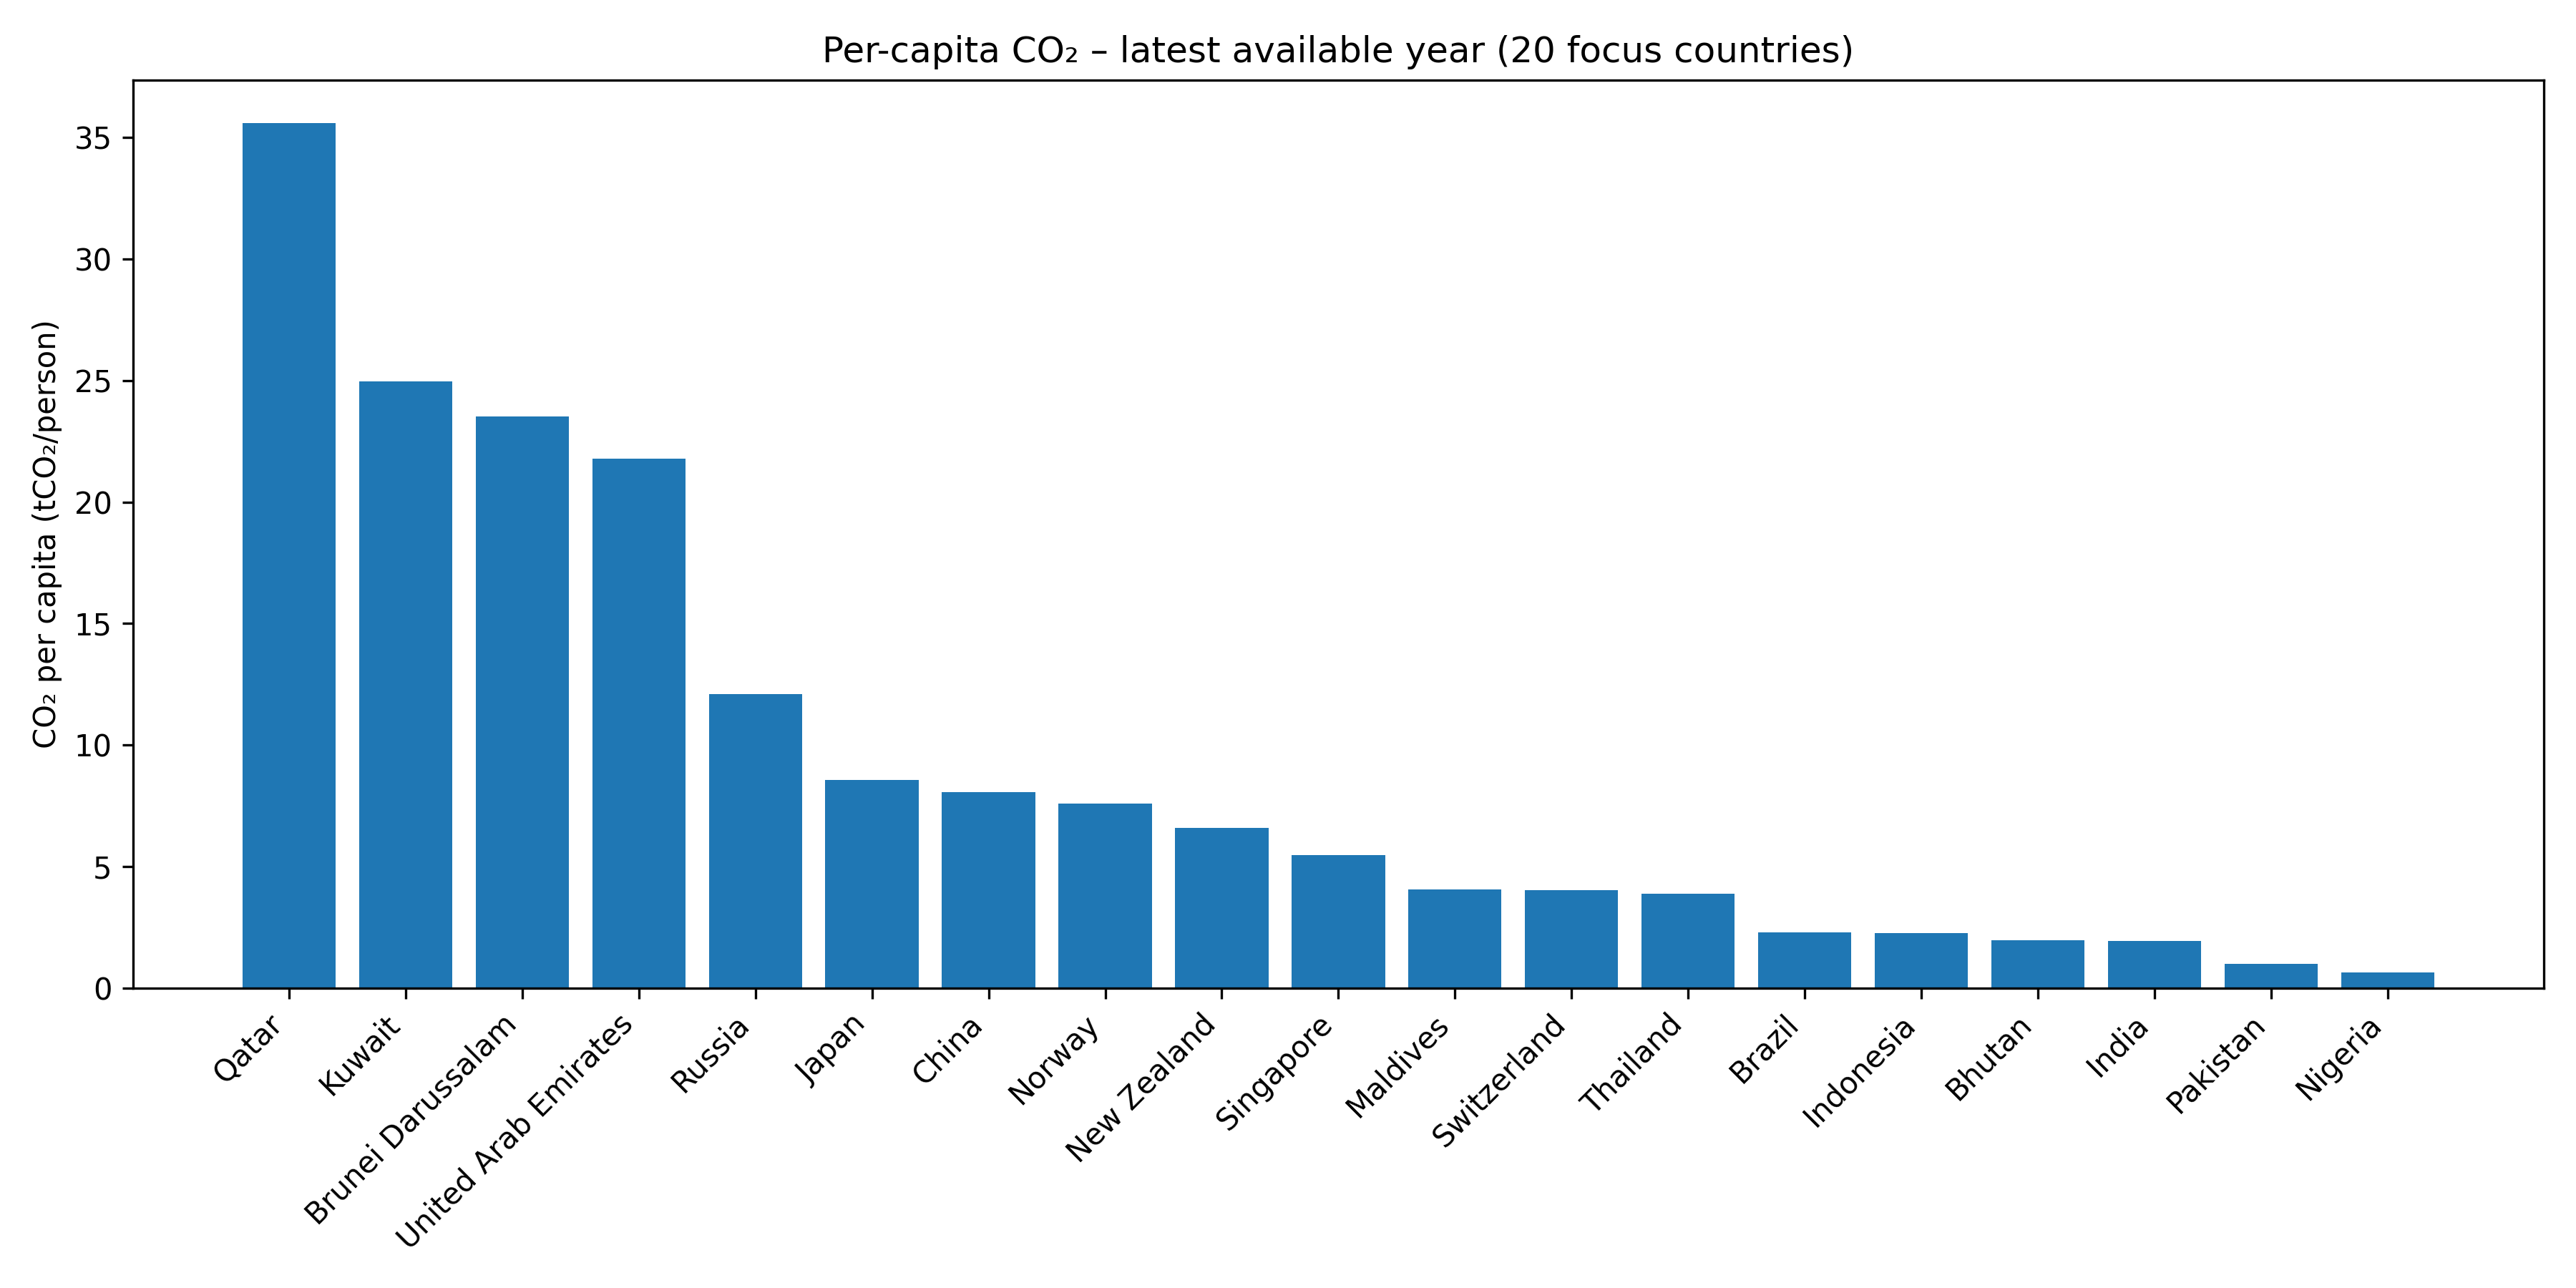 Per-capita CO₂ – latest available year (20 focus countries)
CO₂ per capita (tCO₂/person)
35
30
25
20
15
10
5
0
Qatar
Kuwait
Brunei Darussalam
United Arab Emirates
Russia
Japan
China
Norway
New Zealand
Singapore
Maldives
Switzerland
Thailand
Brazil
Indonesia
Bhutan
India
Pakistan
Nigeria